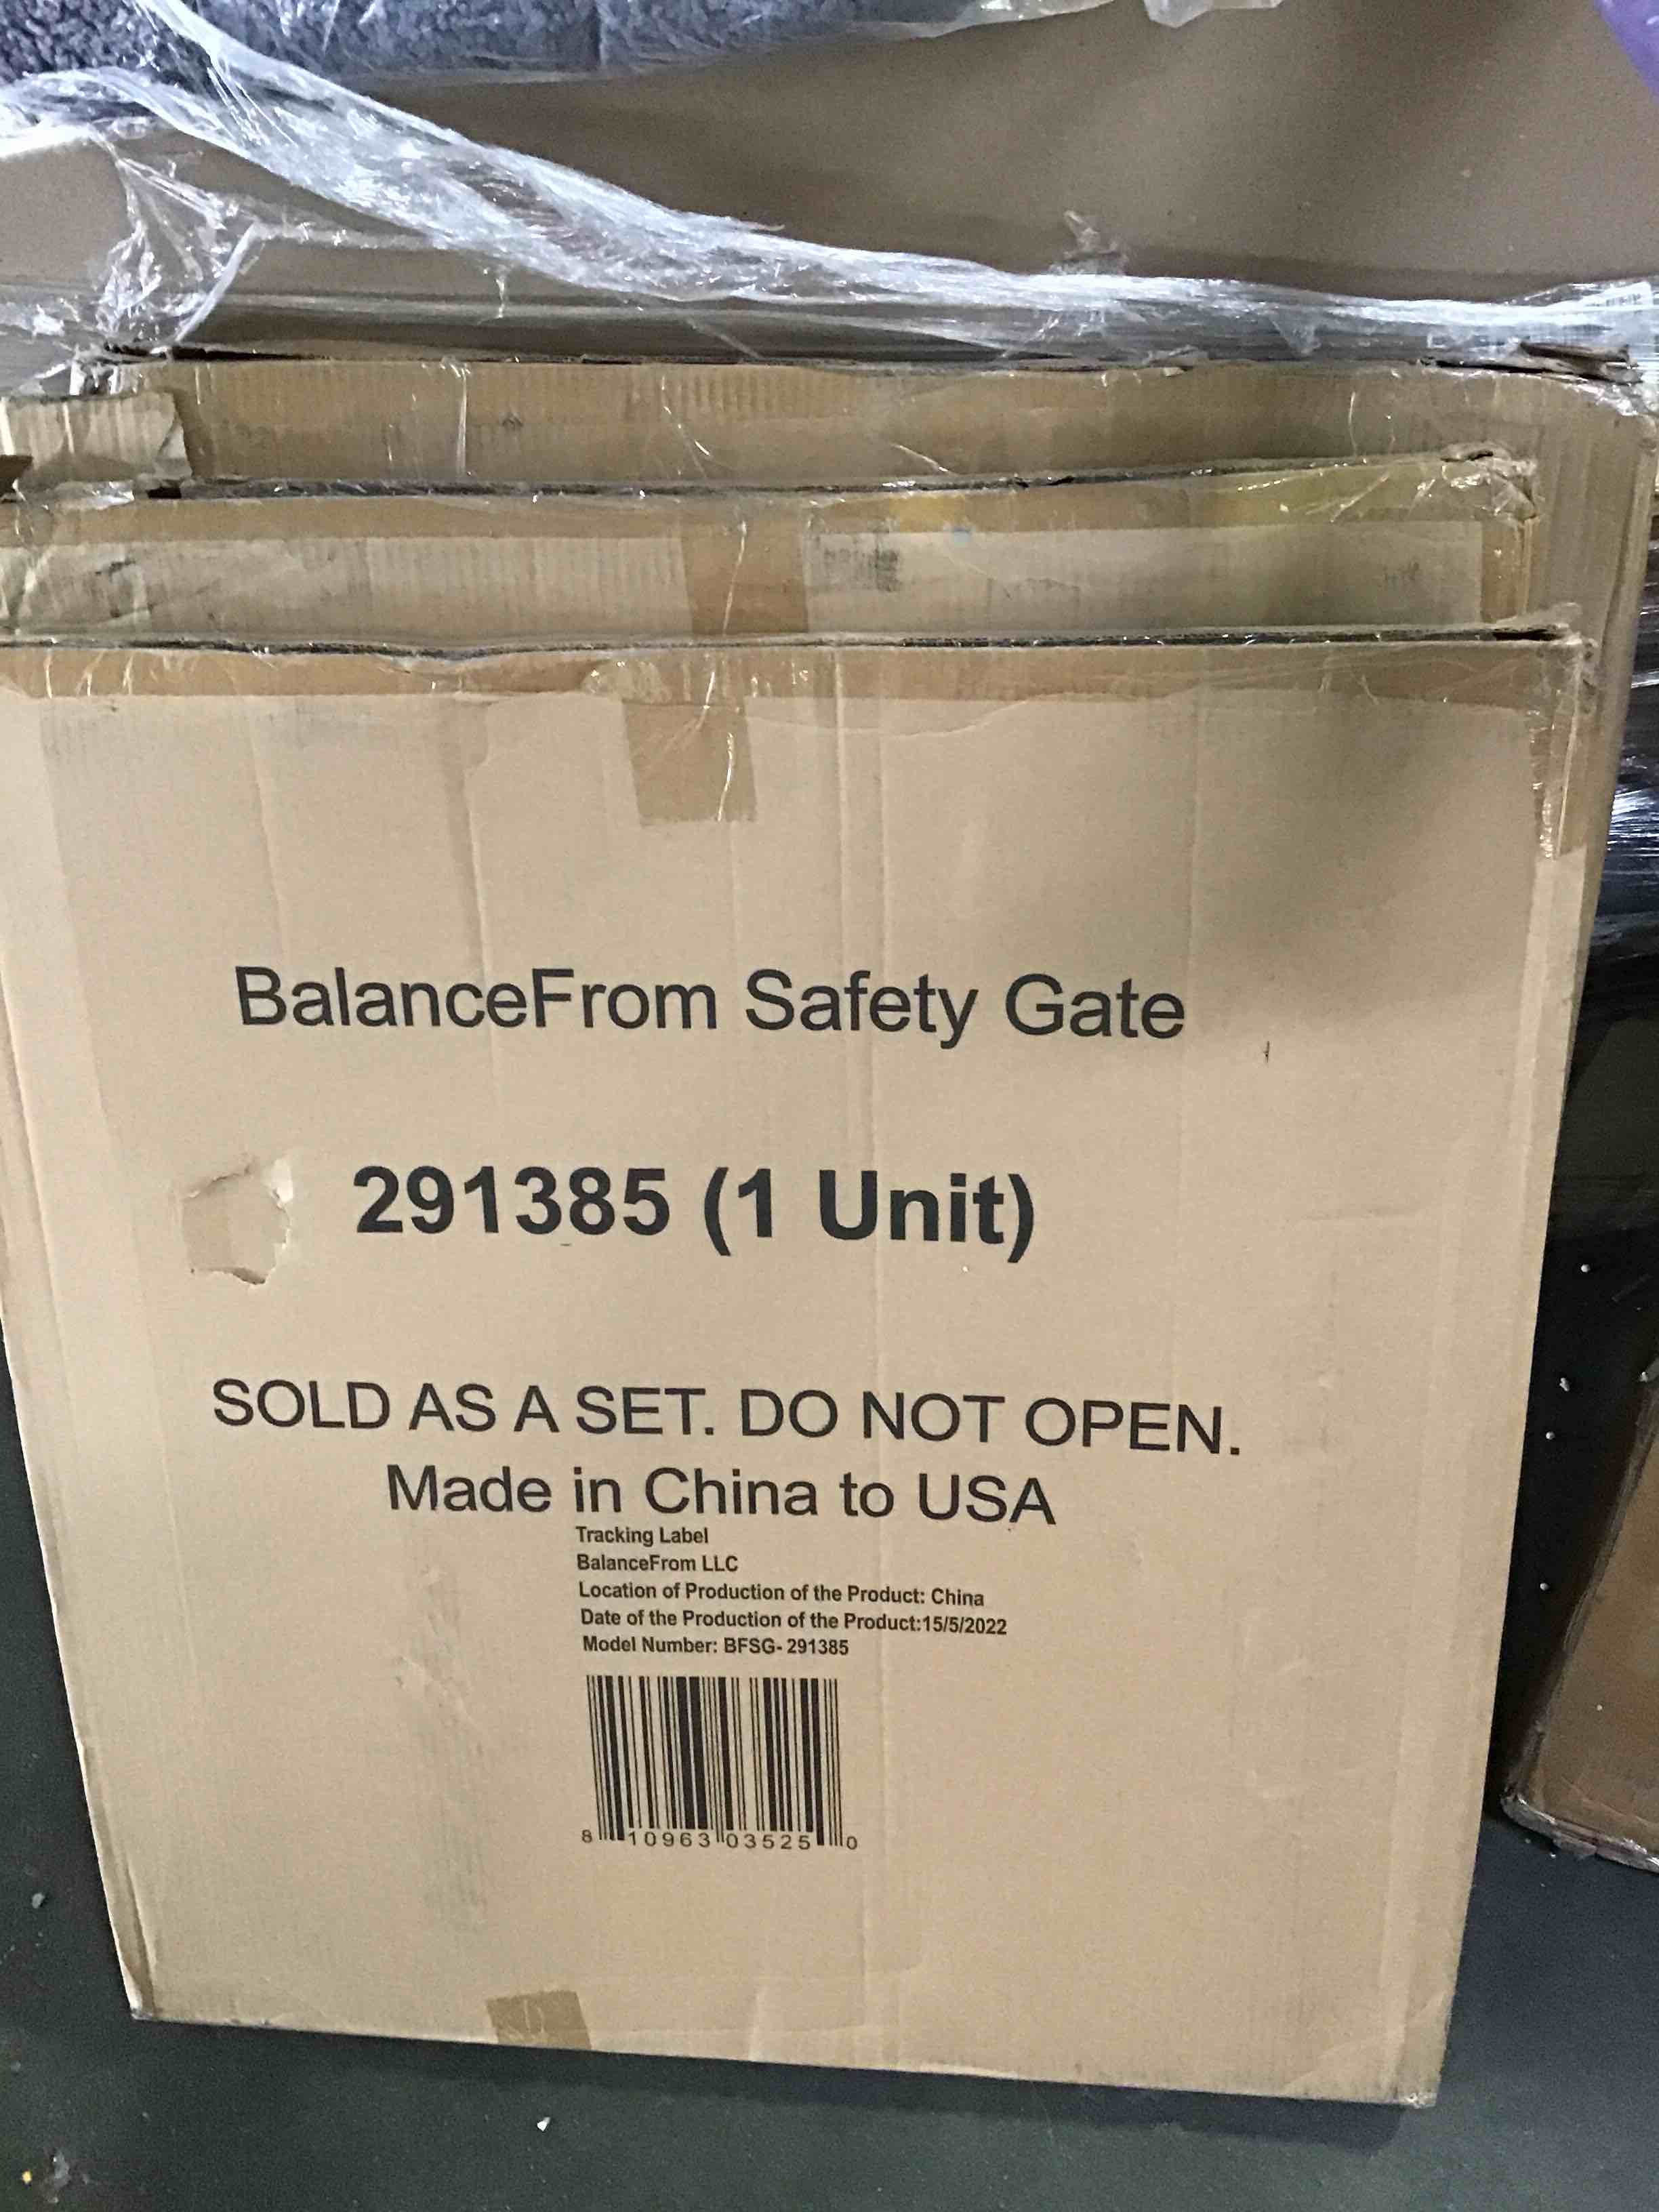 BalanceFrom Safety Gate
291385 (1 Unit)
SOLD AS A SET. DO NOT OPEN.
Made in China to USA
Tracking Label
BalanceFrom LLC
Location of Production of the Product: China
Date of the Production of the Product:15/5/2022
Model Number: BFSG- 291385
8 10963 03525 0